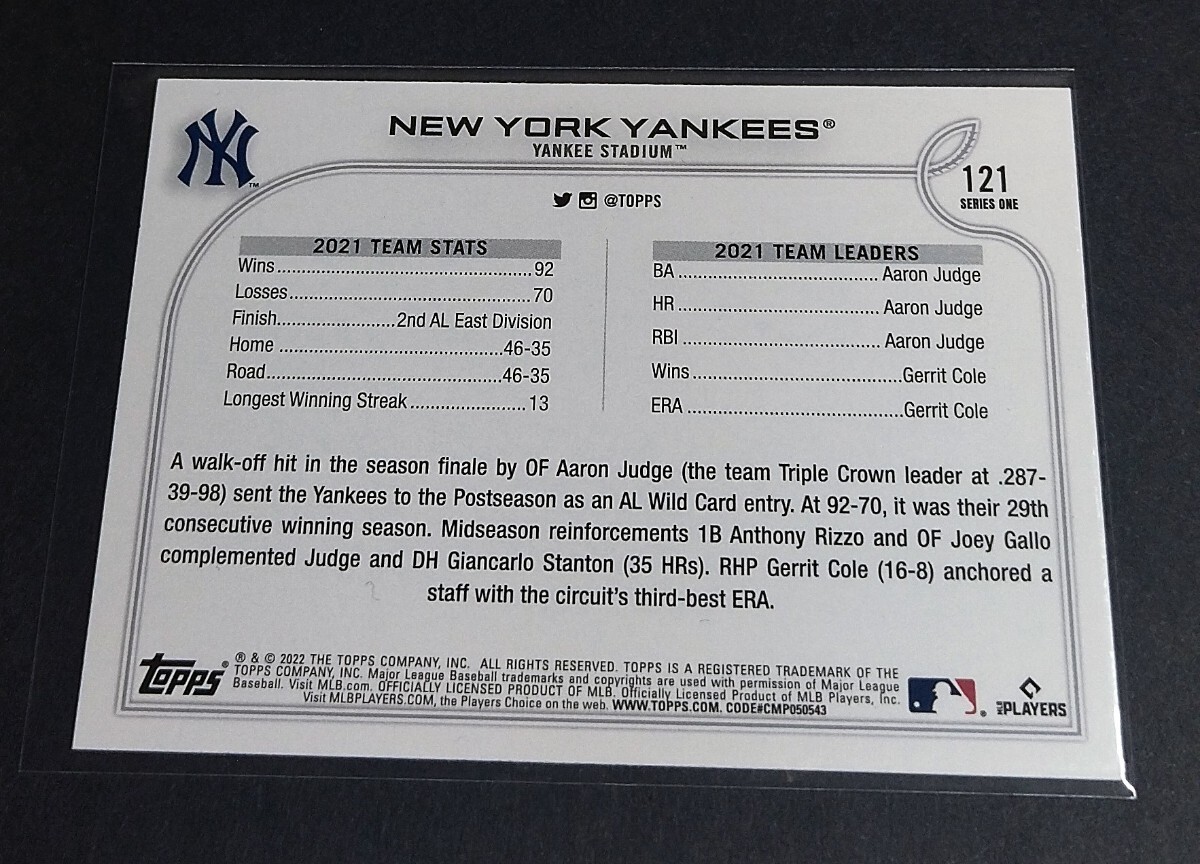 NY™
NEW YORK YANKEES®
YANKEE STADIUM™
121
SERIES ONE
@TOPPS
2021 TEAM STATS
Wins................................................92
Losses................................................70
Finish........................2nd AL East Division
Home .............................................46-35
Road...............................................46-35
Longest Winning Streak ....................... 13
2021 TEAM LEADERS
BA ........................................ Aaron Judge
HR ........................................ Aaron Judge
RBI ........................................ Aaron Judge
Wins ..........................................Gerrit Cole
ERA ...........................................Gerrit Cole
A walk-off hit in the season finale by OF Aaron Judge (the team Triple Crown leader at .287-
39-98) sent the Yankees to the Postseason as an AL Wild Card entry. At 92-70, it was their 29th
consecutive winning season. Midseason reinforcements 1B Anthony Rizzo and OF Joey Gallo
complemented Judge and DH Giancarlo Stanton (35 HRs). RHP Gerrit Cole (16-8) anchored a
staff with the circuit's third-best ERA.
topps®
® & © 2022 THE TOPPS COMPANY, INC. ALL RIGHTS RESERVED. TOPPS IS A REGISTERED TRADEMARK OF THE
TOPPS COMPANY, INC. Major League Baseball trademarks and copyrights are used with permission of Major League
Baseball. Visit MLB.com. OFFICIALLY LICENSED PRODUCT OF MLB. Officially Licensed Product of MLB Players, Inc.
Visit MLBPLAYERS.COM, the Players Choice on the web. WWW.TOPPS.COM. CODE#CMP050543
®
MLB PLAYERS